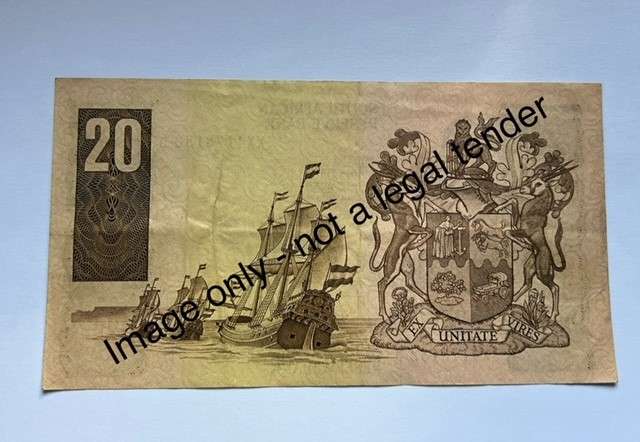 20
Image only - not a legal tender
EX UNITATE VIRES